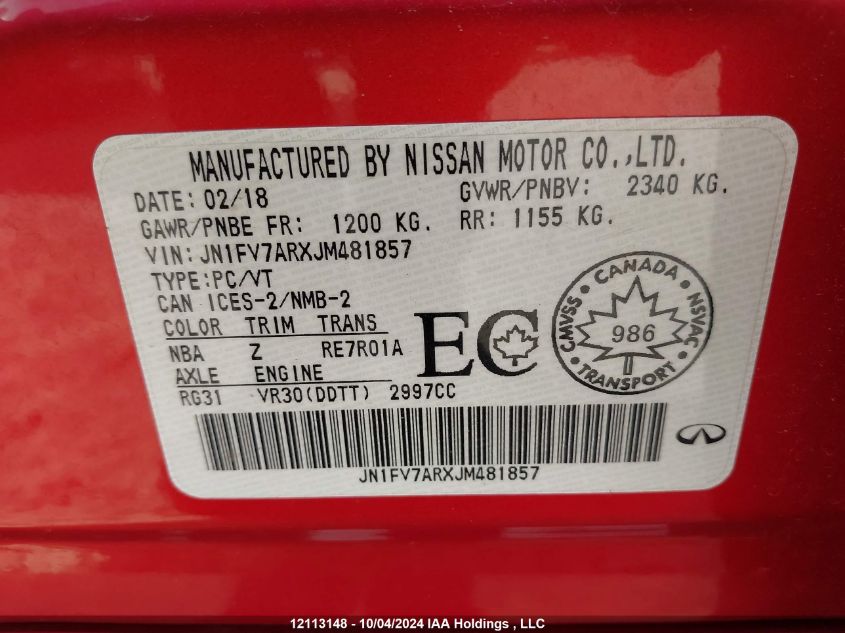 MANUFACTURED BY NISSAN MOTOR CO.,LTD.
DATE: 02/18 GVWR/PNBV: 2340 KG.
GAWR/PNBE FR: 1200 KG. RR: 1155 KG.
VIN: JN1FV7ARXJM481857
TYPE:PC/VT
CAN ICES-2/NMB-2
COLOR TRIM TRANS
NBA Z RE7R01A
AXLE ENGINE
RG31 VR30(DDTT) 2997CC
EC
CANADA
CMVSS
986
NSVAC
TRANSPORT
JN1FV7ARXJM481857
12113148 - 10/04/2024 IAA Holdings , LLC